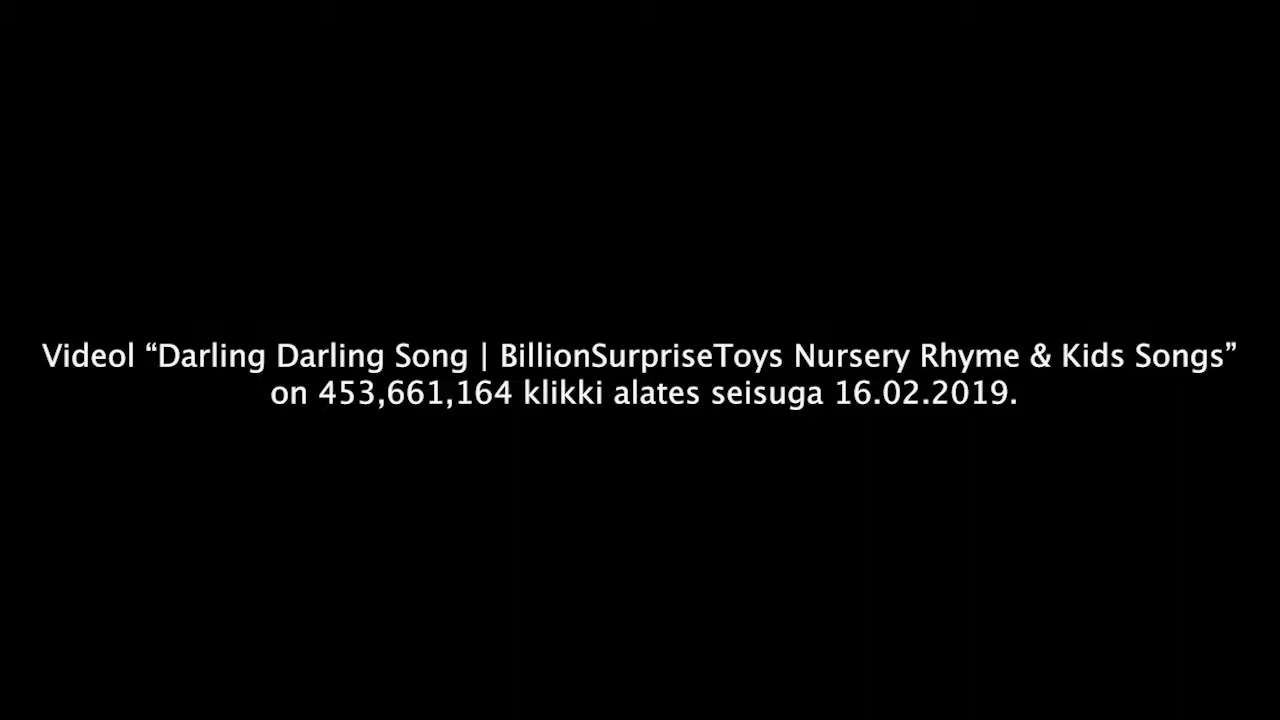 Videol “Darling Darling Song | BillionSurpriseToys Nursery Rhyme & Kids Songs”
on 453,661,164 klikki alates seisuga 16.02.2019.